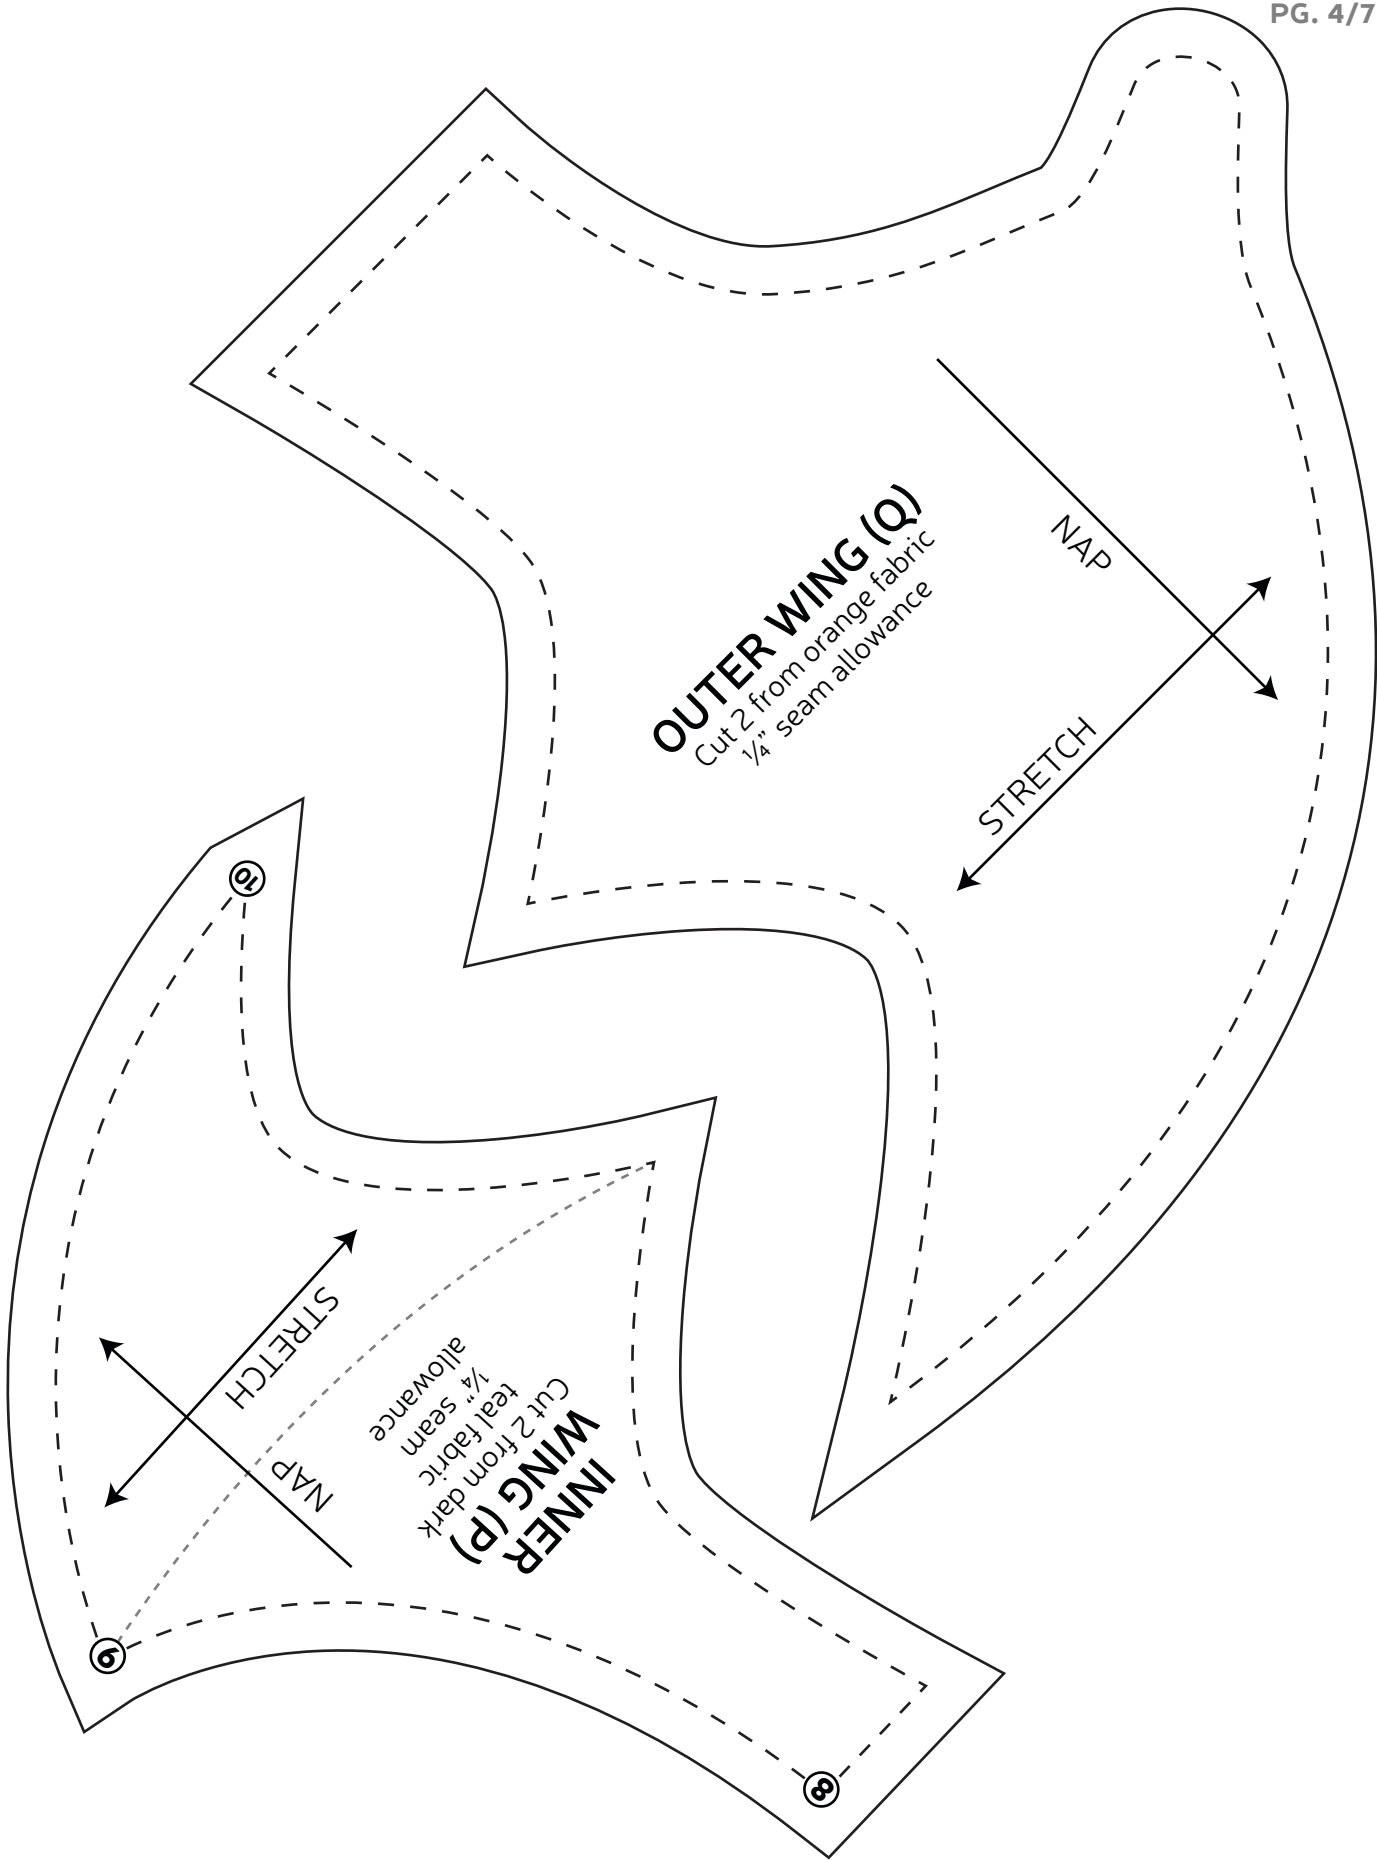 PG. 4/7
OUTER WING (Q)
Cut 2 from orange fabric
¼” seam allowance
NAP
STRETCH
10
STRETCH
NAP
INNER
WING (P)
Cut 2 from dark
teal fabric
¼” seam
allowance
9
8